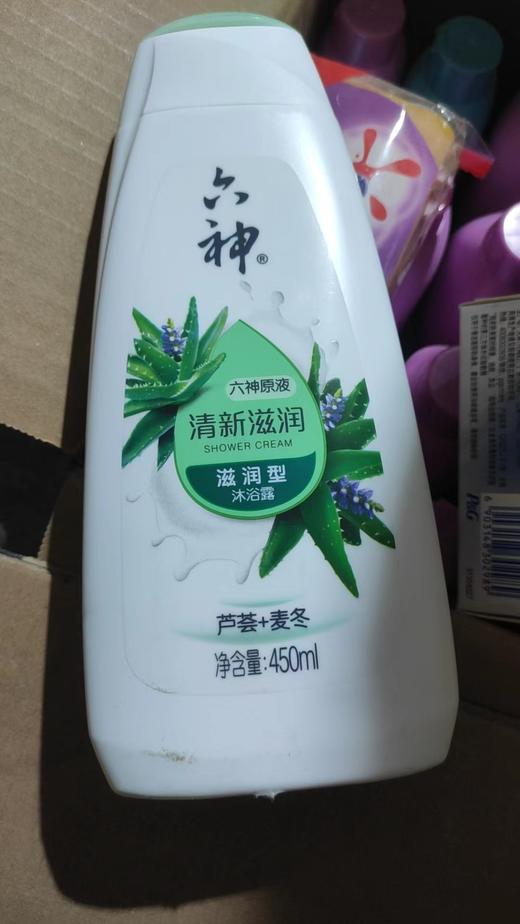 六神®
六神原液
清新滋润
SHOWER CREAM
滋润型
沐浴露
芦荟+麦冬
净含量:450ml
P&G